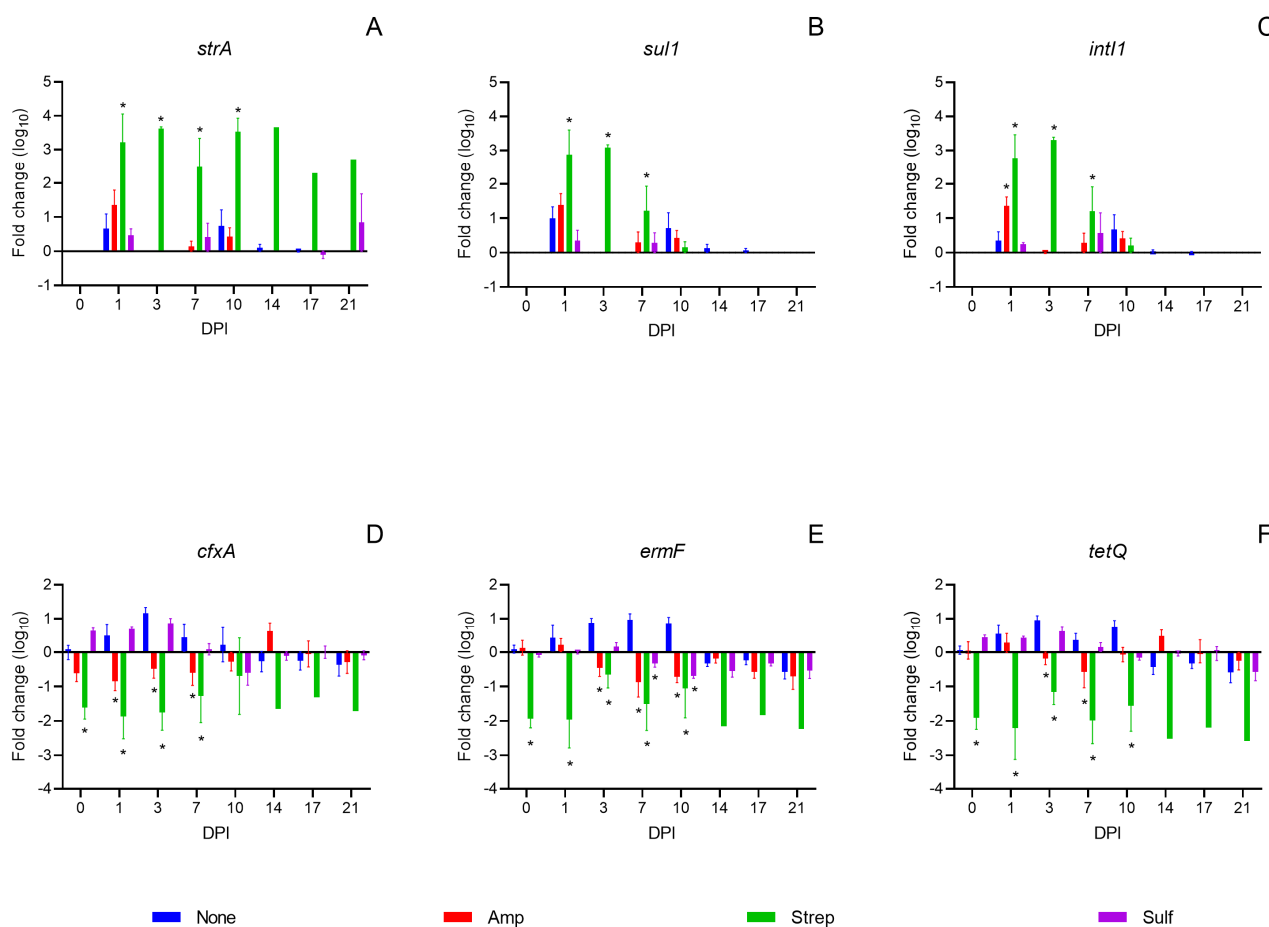 A
B
C
strA
sul1
intI1
Fold change (log10)
5
4
3
2
1
0
-1
0 1 3 7 10 14 17 21
DPI
* * * *
Fold change (log10)
5
4
3
2
1
0
-1
0 1 3 7 10 14 17 21
DPI
* * *
Fold change (log10)
5
4
3
2
1
0
-1
0 1 3 7 10 14 17 21
DPI
* * * *
D
E
F
cfxA
ermF
tetQ
Fold change (log10)
2
1
0
-1
-2
-3
-4
0 1 3 7 10 14 17 21
DPI
* * * * * * *
Fold change (log10)
2
1
0
-1
-2
-3
-4
0 1 3 7 10 14 17 21
DPI
* * * * * * * * * *
Fold change (log10)
2
1
0
-1
-2
-3
-4
0 1 3 7 10 14 17 21
DPI
* * * * * * *
None Amp Strep Sulf